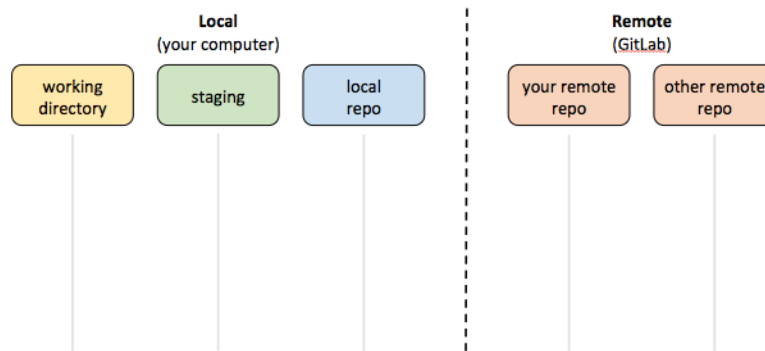 Local
(your computer)
Remote
(GitLab)
working
directory
staging
local
repo
your remote
repo
other remote
repo